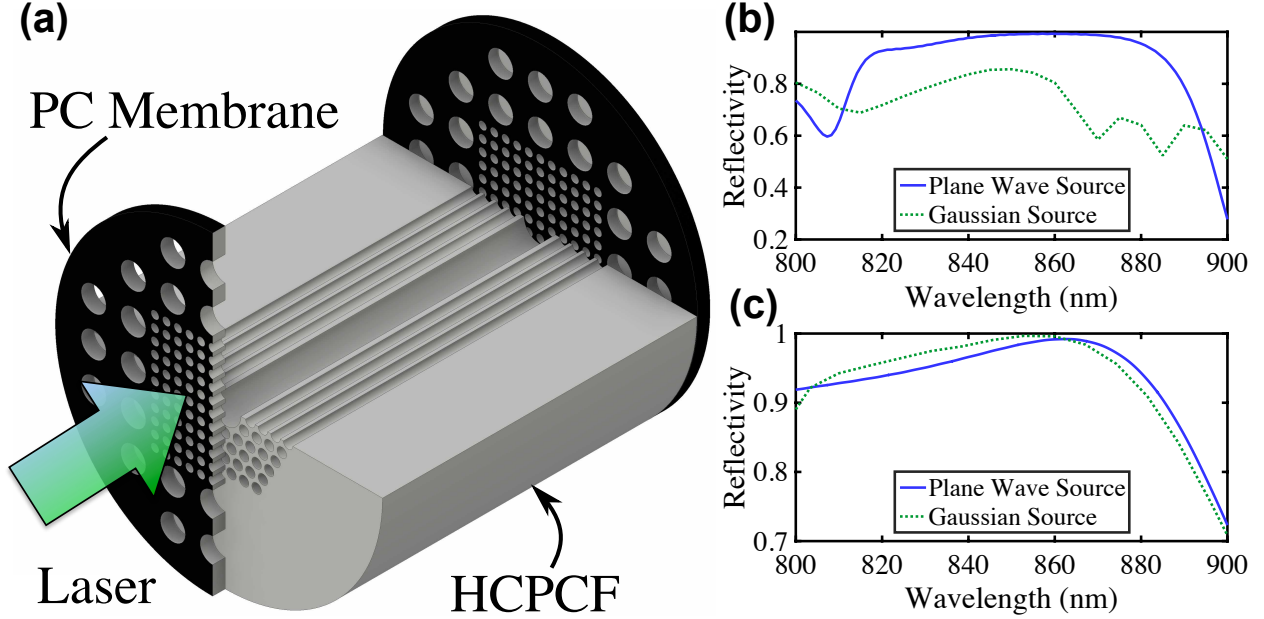 (a)
PC Membrane
Laser
HCPCF
(b)
Reflectivity
0.8
0.6
0.4
0.2
Plane Wave Source
Gaussian Source
800 820 840 860 880 900
Wavelength (nm)
(c)
Reflectivity
1
0.9
0.8
0.7
Plane Wave Source
Gaussian Source
800 820 840 860 880 900
Wavelength (nm)